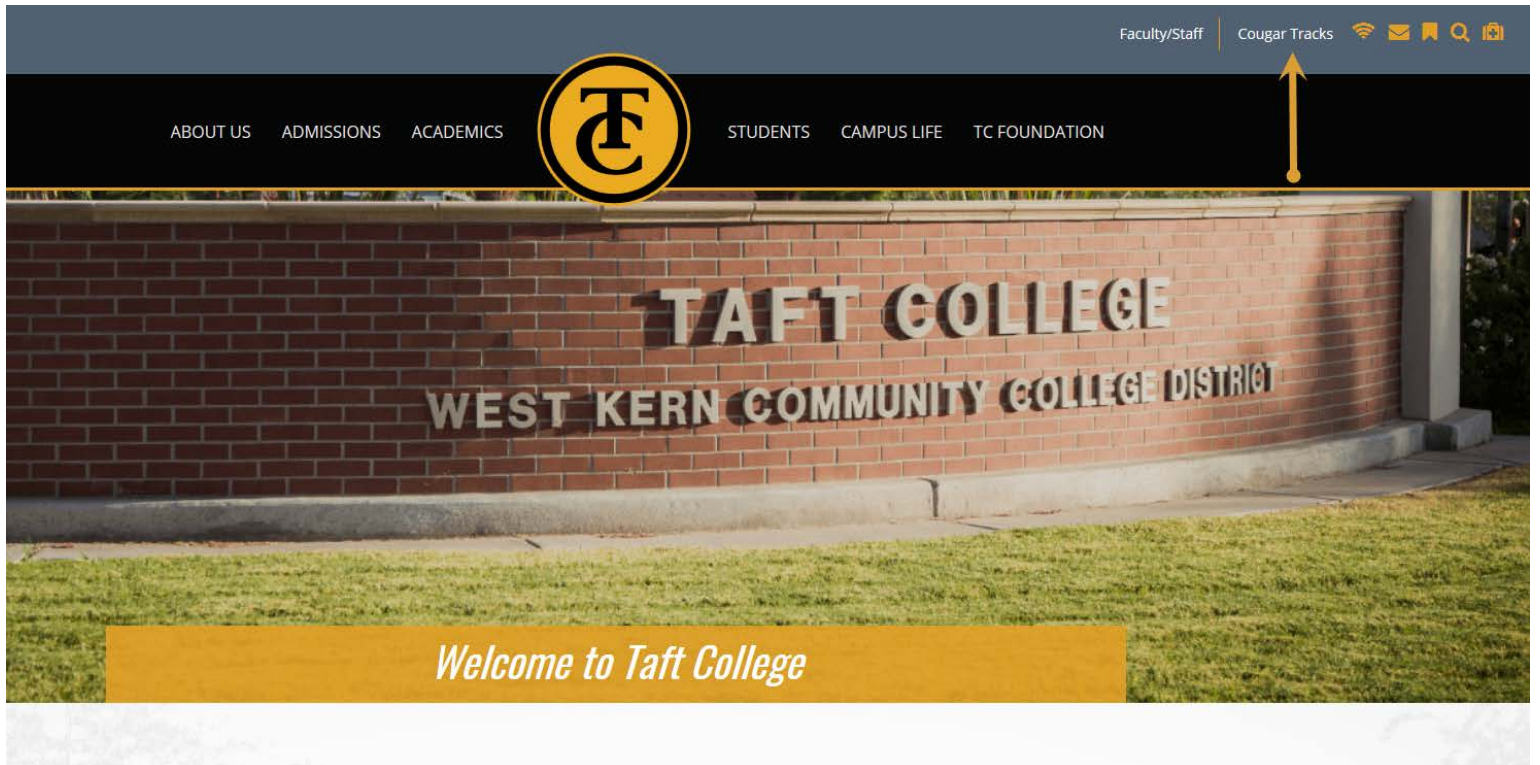 Faculty/Staff Cougar Tracks
ABOUT US ADMISSIONS ACADEMICS TC STUDENTS CAMPUS LIFE TC FOUNDATION
TAFT COLLEGE
WEST KERN COMMUNITY COLLEGE DISTRICT
Welcome to Taft College